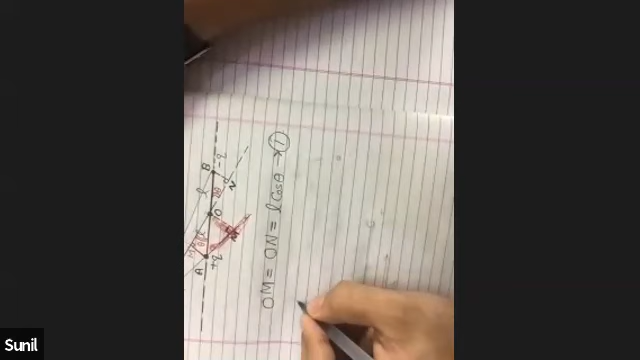 OM = ON = l cosθ → ①
B
-q
N
l
θ
O
θ
M
+q
A
Sunil